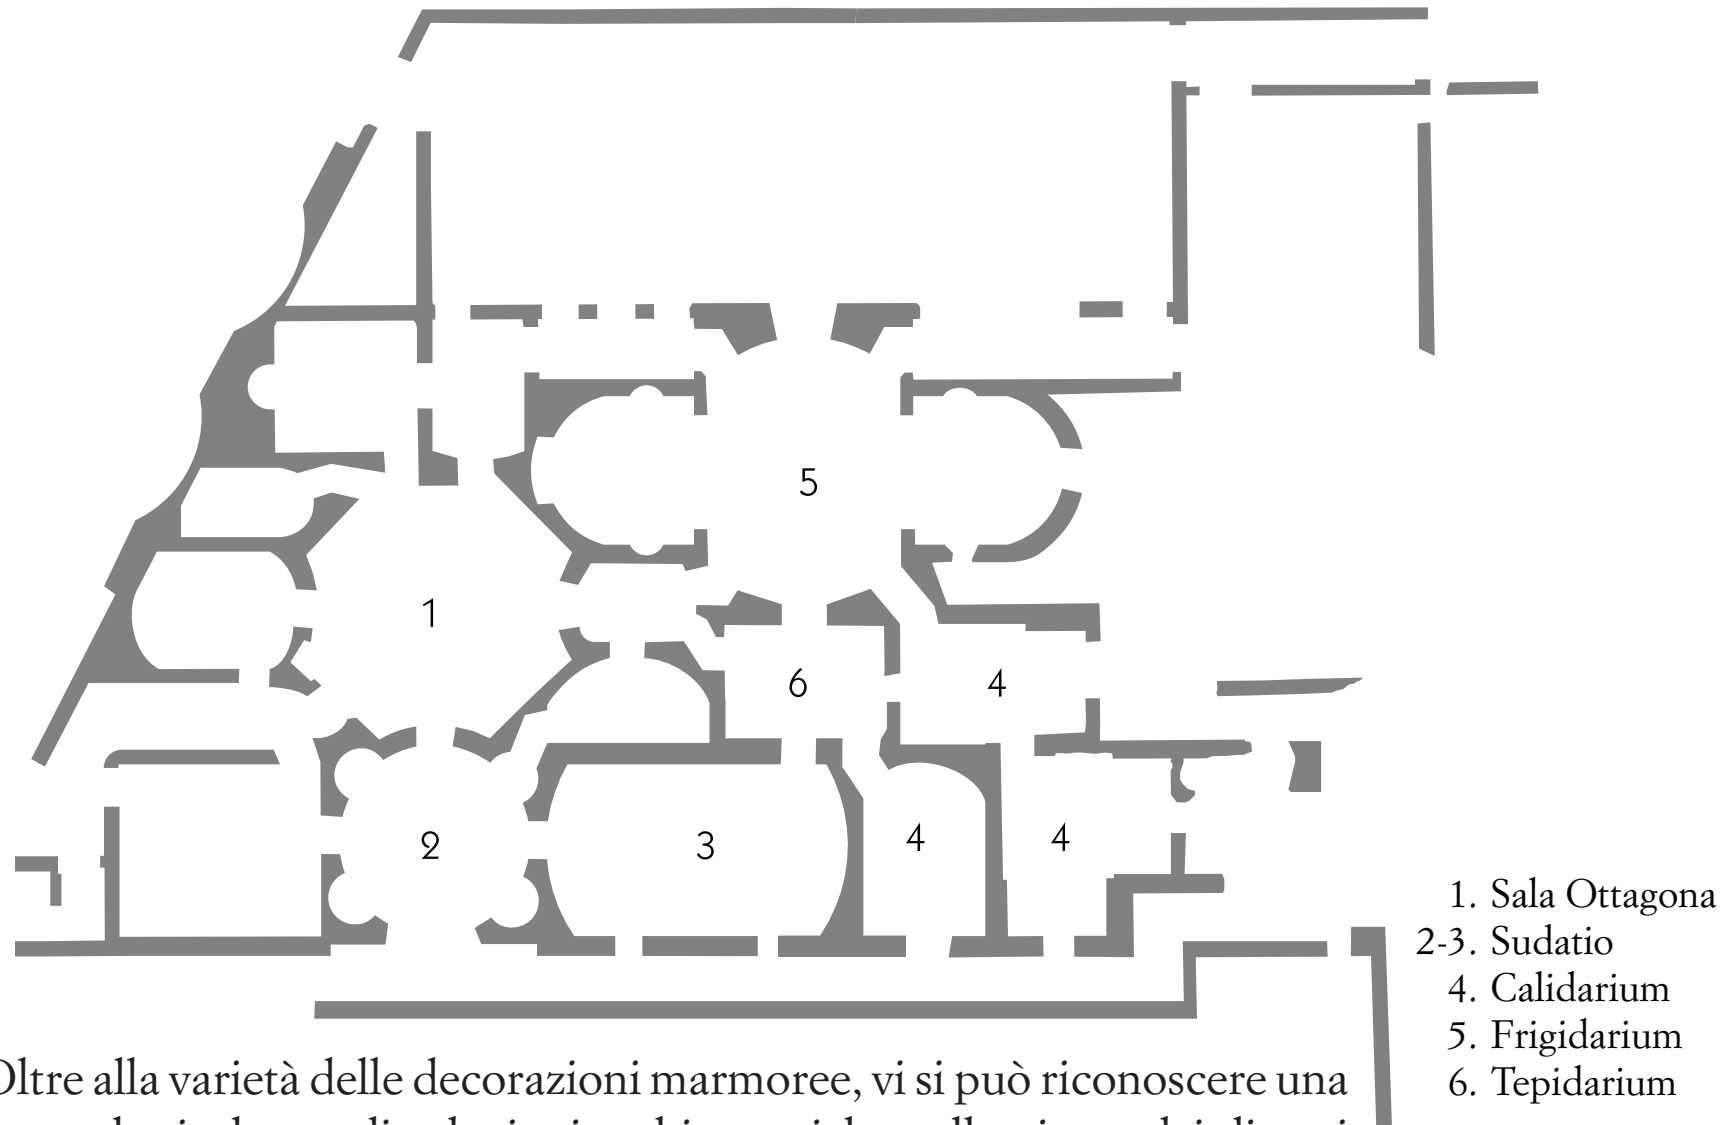 5
1
6
4
2
3
4
4
1. Sala Ottagona
2-3. Sudatio
4. Calidarium
5. Frigidarium
6. Tepidarium
Oltre alla varietà delle decorazioni marmoree, vi si può riconoscere una